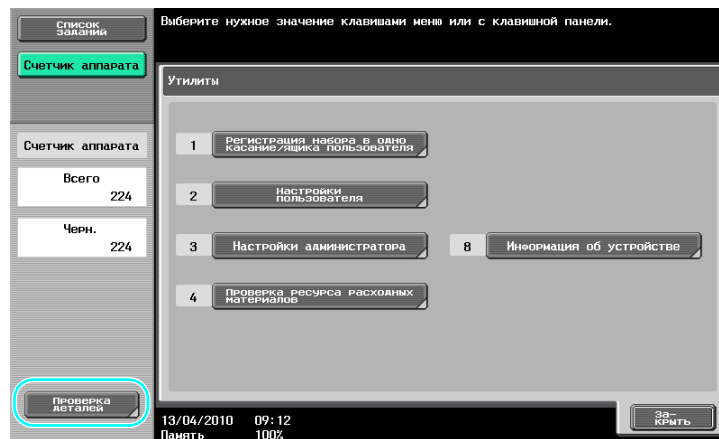 Список
заданий
Счетчик аппарата
Счетчик аппарата
Всего
224
Черн.
224
Проверка
деталей
Выберите нужное значение клавишами меню или с клавишной панели.
Утилиты
1 Регистрация набора в одно
касание/ящика пользователя
2 Настройки
пользователя
3 Настройки администратора
8 Информация об устройстве
4 Проверка ресурса расходных
материалов
13/04/2010 09:12
Память 100%
За-
крыть